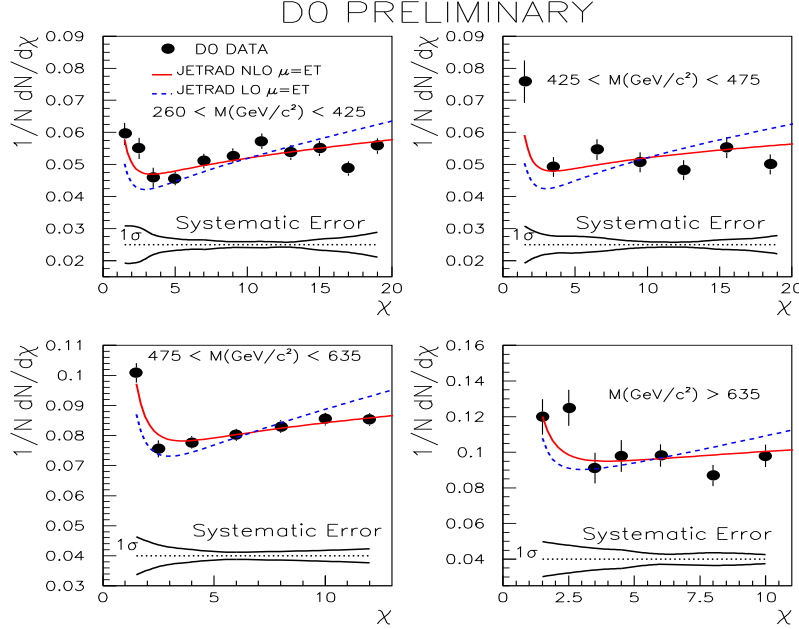 D0 PRELIMINARY
1/N dN/dχ
0.09
0.08
0.07
0.06
0.05
0.04
0.03
0.02
D0 DATA
JETRAD NLO μ=ET
JETRAD LO μ=ET
260 < M(GeV/c²) < 425
Systematic Error
1σ
0 5 10 15 20
χ
1/N dN/dχ
0.09
0.08
0.07
0.06
0.05
0.04
0.03
0.02
425 < M(GeV/c²) < 475
Systematic Error
1σ
0 5 10 15 20
χ
1/N dN/dχ
0.11
0.1
0.09
0.08
0.07
0.06
0.05
0.04
0.03
475 < M(GeV/c²) < 635
Systematic Error
1σ
0 5 10
χ
1/N dN/dχ
0.16
0.14
0.12
0.1
0.08
0.06
0.04
M(GeV/c²) > 635
Systematic Error
1σ
0 2.5 5 7.5 10
χ